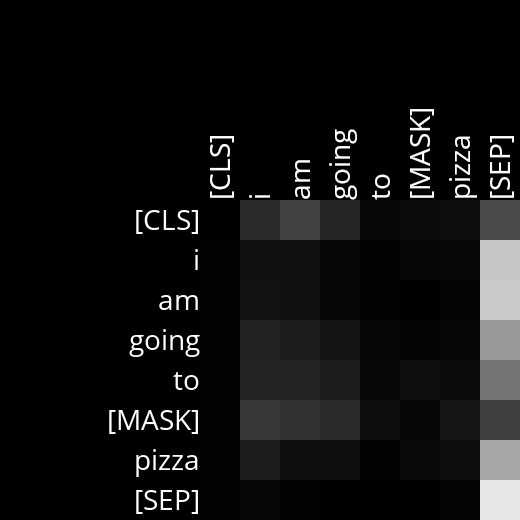 [CLS] i am going to [MASK] pizza [SEP]
[CLS]
i
am
going
to
[MASK]
pizza
[SEP]